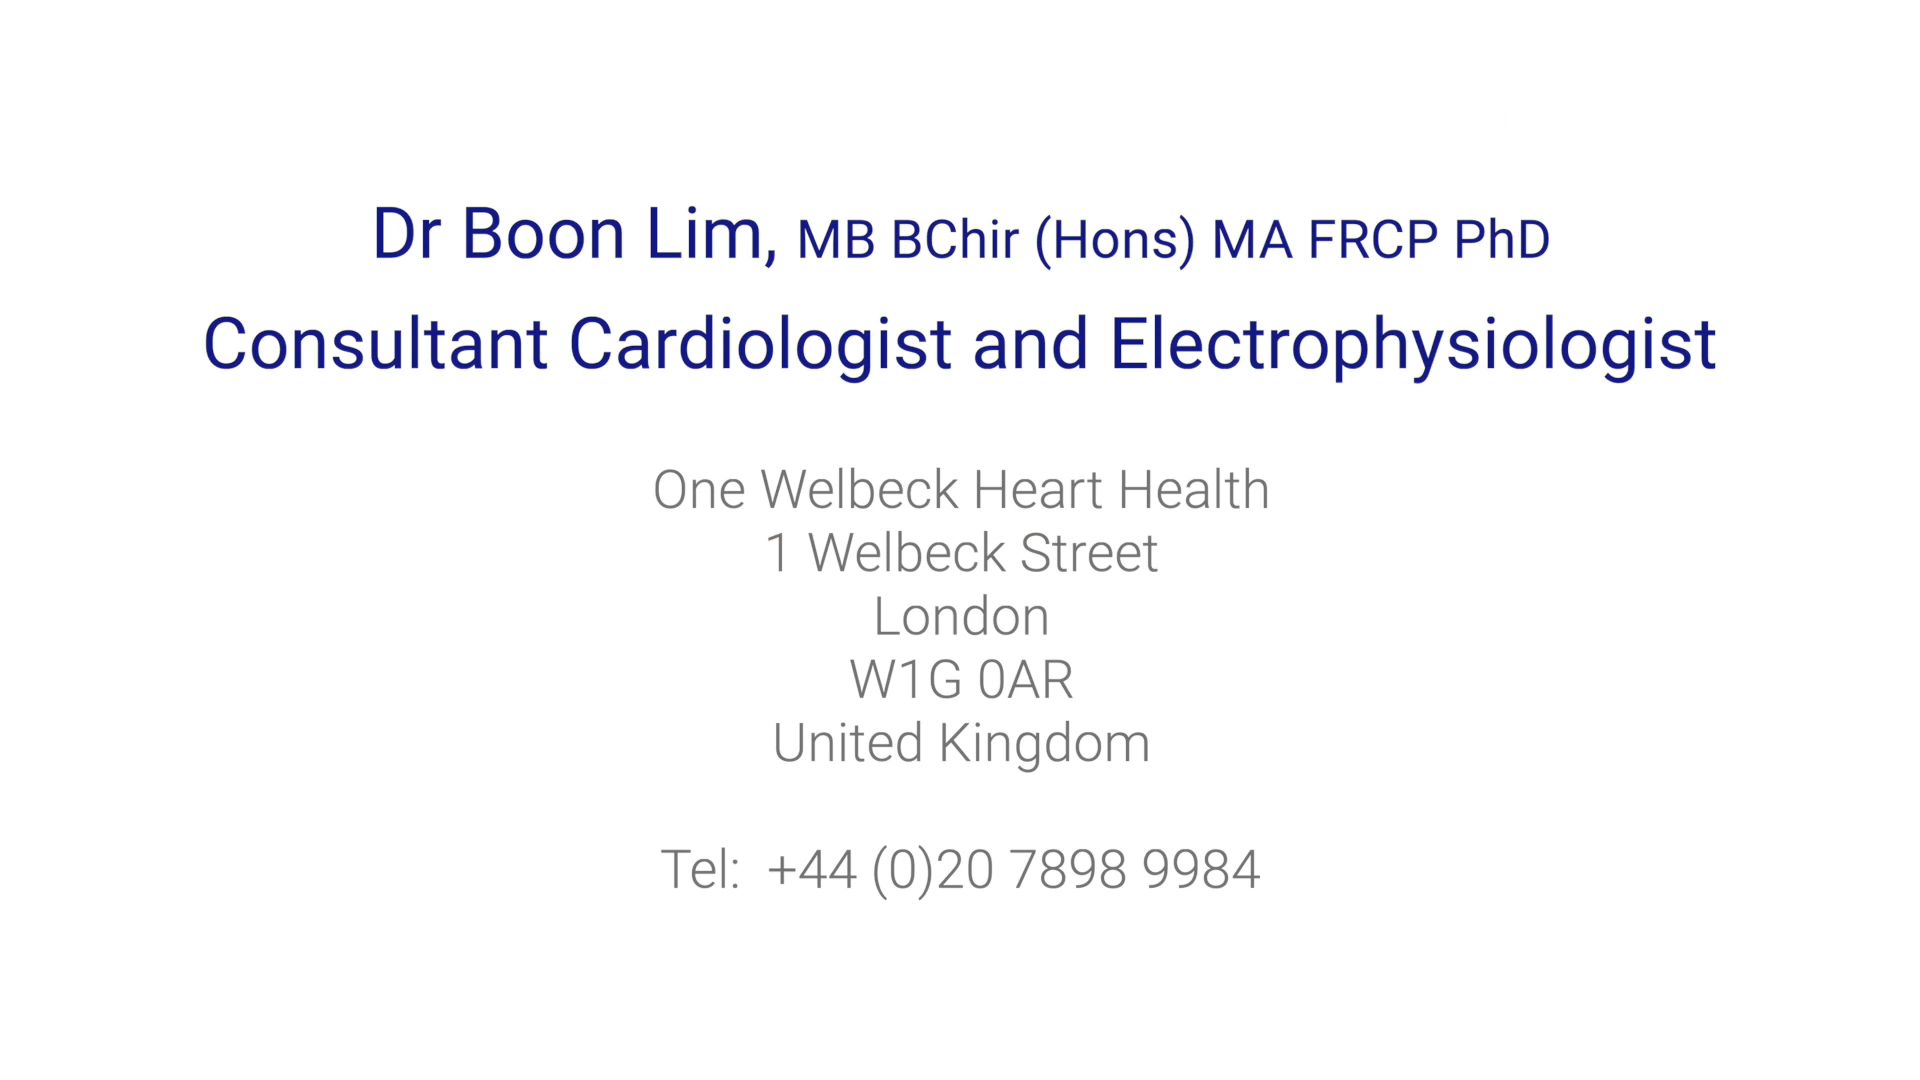 Dr Boon Lim, MB BChir (Hons) MA FRCP PhD
Consultant Cardiologist and Electrophysiologist
One Welbeck Heart Health
1 Welbeck Street
London
W1G 0AR
United Kingdom
Tel:  +44 (0)20 7898 9984